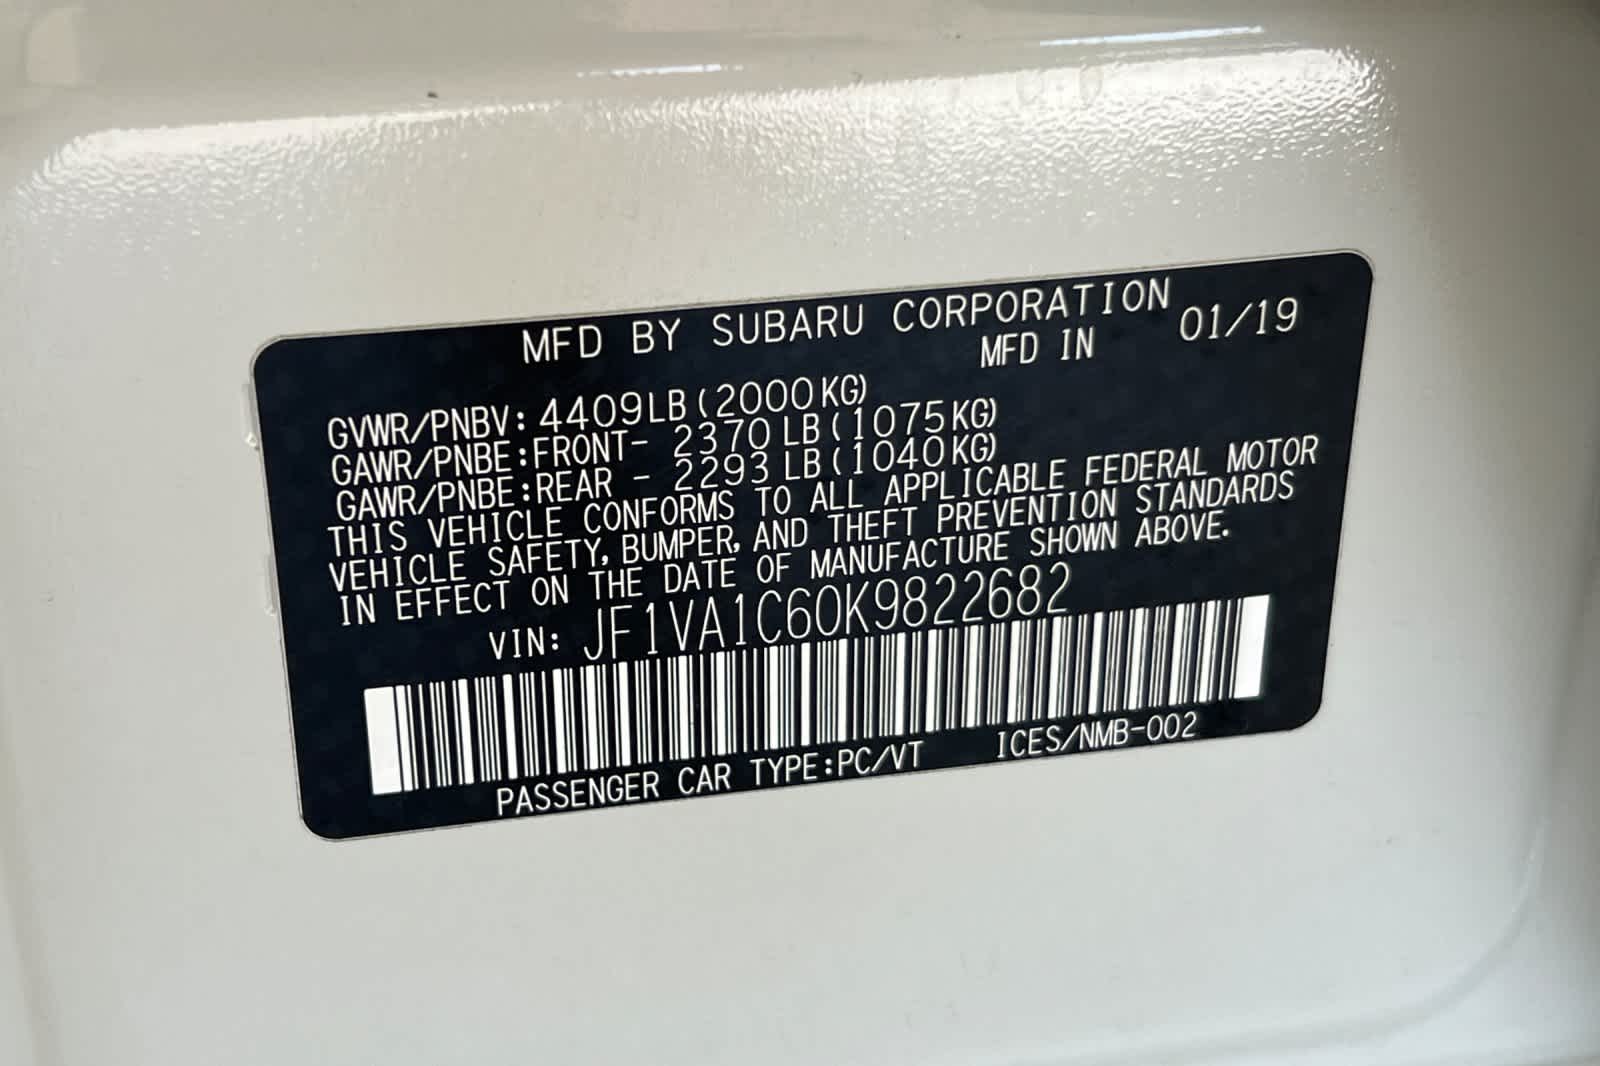 MFD BY SUBARU CORPORATION
MFD IN 01/19
GVWR/PNBV: 4409LB(2000KG)
GAWR/PNBE:FRONT- 2370LB(1075KG)
GAWR/PNBE:REAR - 2293LB(1040KG)
THIS VEHICLE CONFORMS TO ALL APPLICABLE FEDERAL MOTOR
VEHICLE SAFETY, BUMPER, AND THEFT PREVENTION STANDARDS
IN EFFECT ON THE DATE OF MANUFACTURE SHOWN ABOVE.
VIN: JF1VA1C60K9822682
PASSENGER CAR TYPE:PC/VT ICES/NMB-002